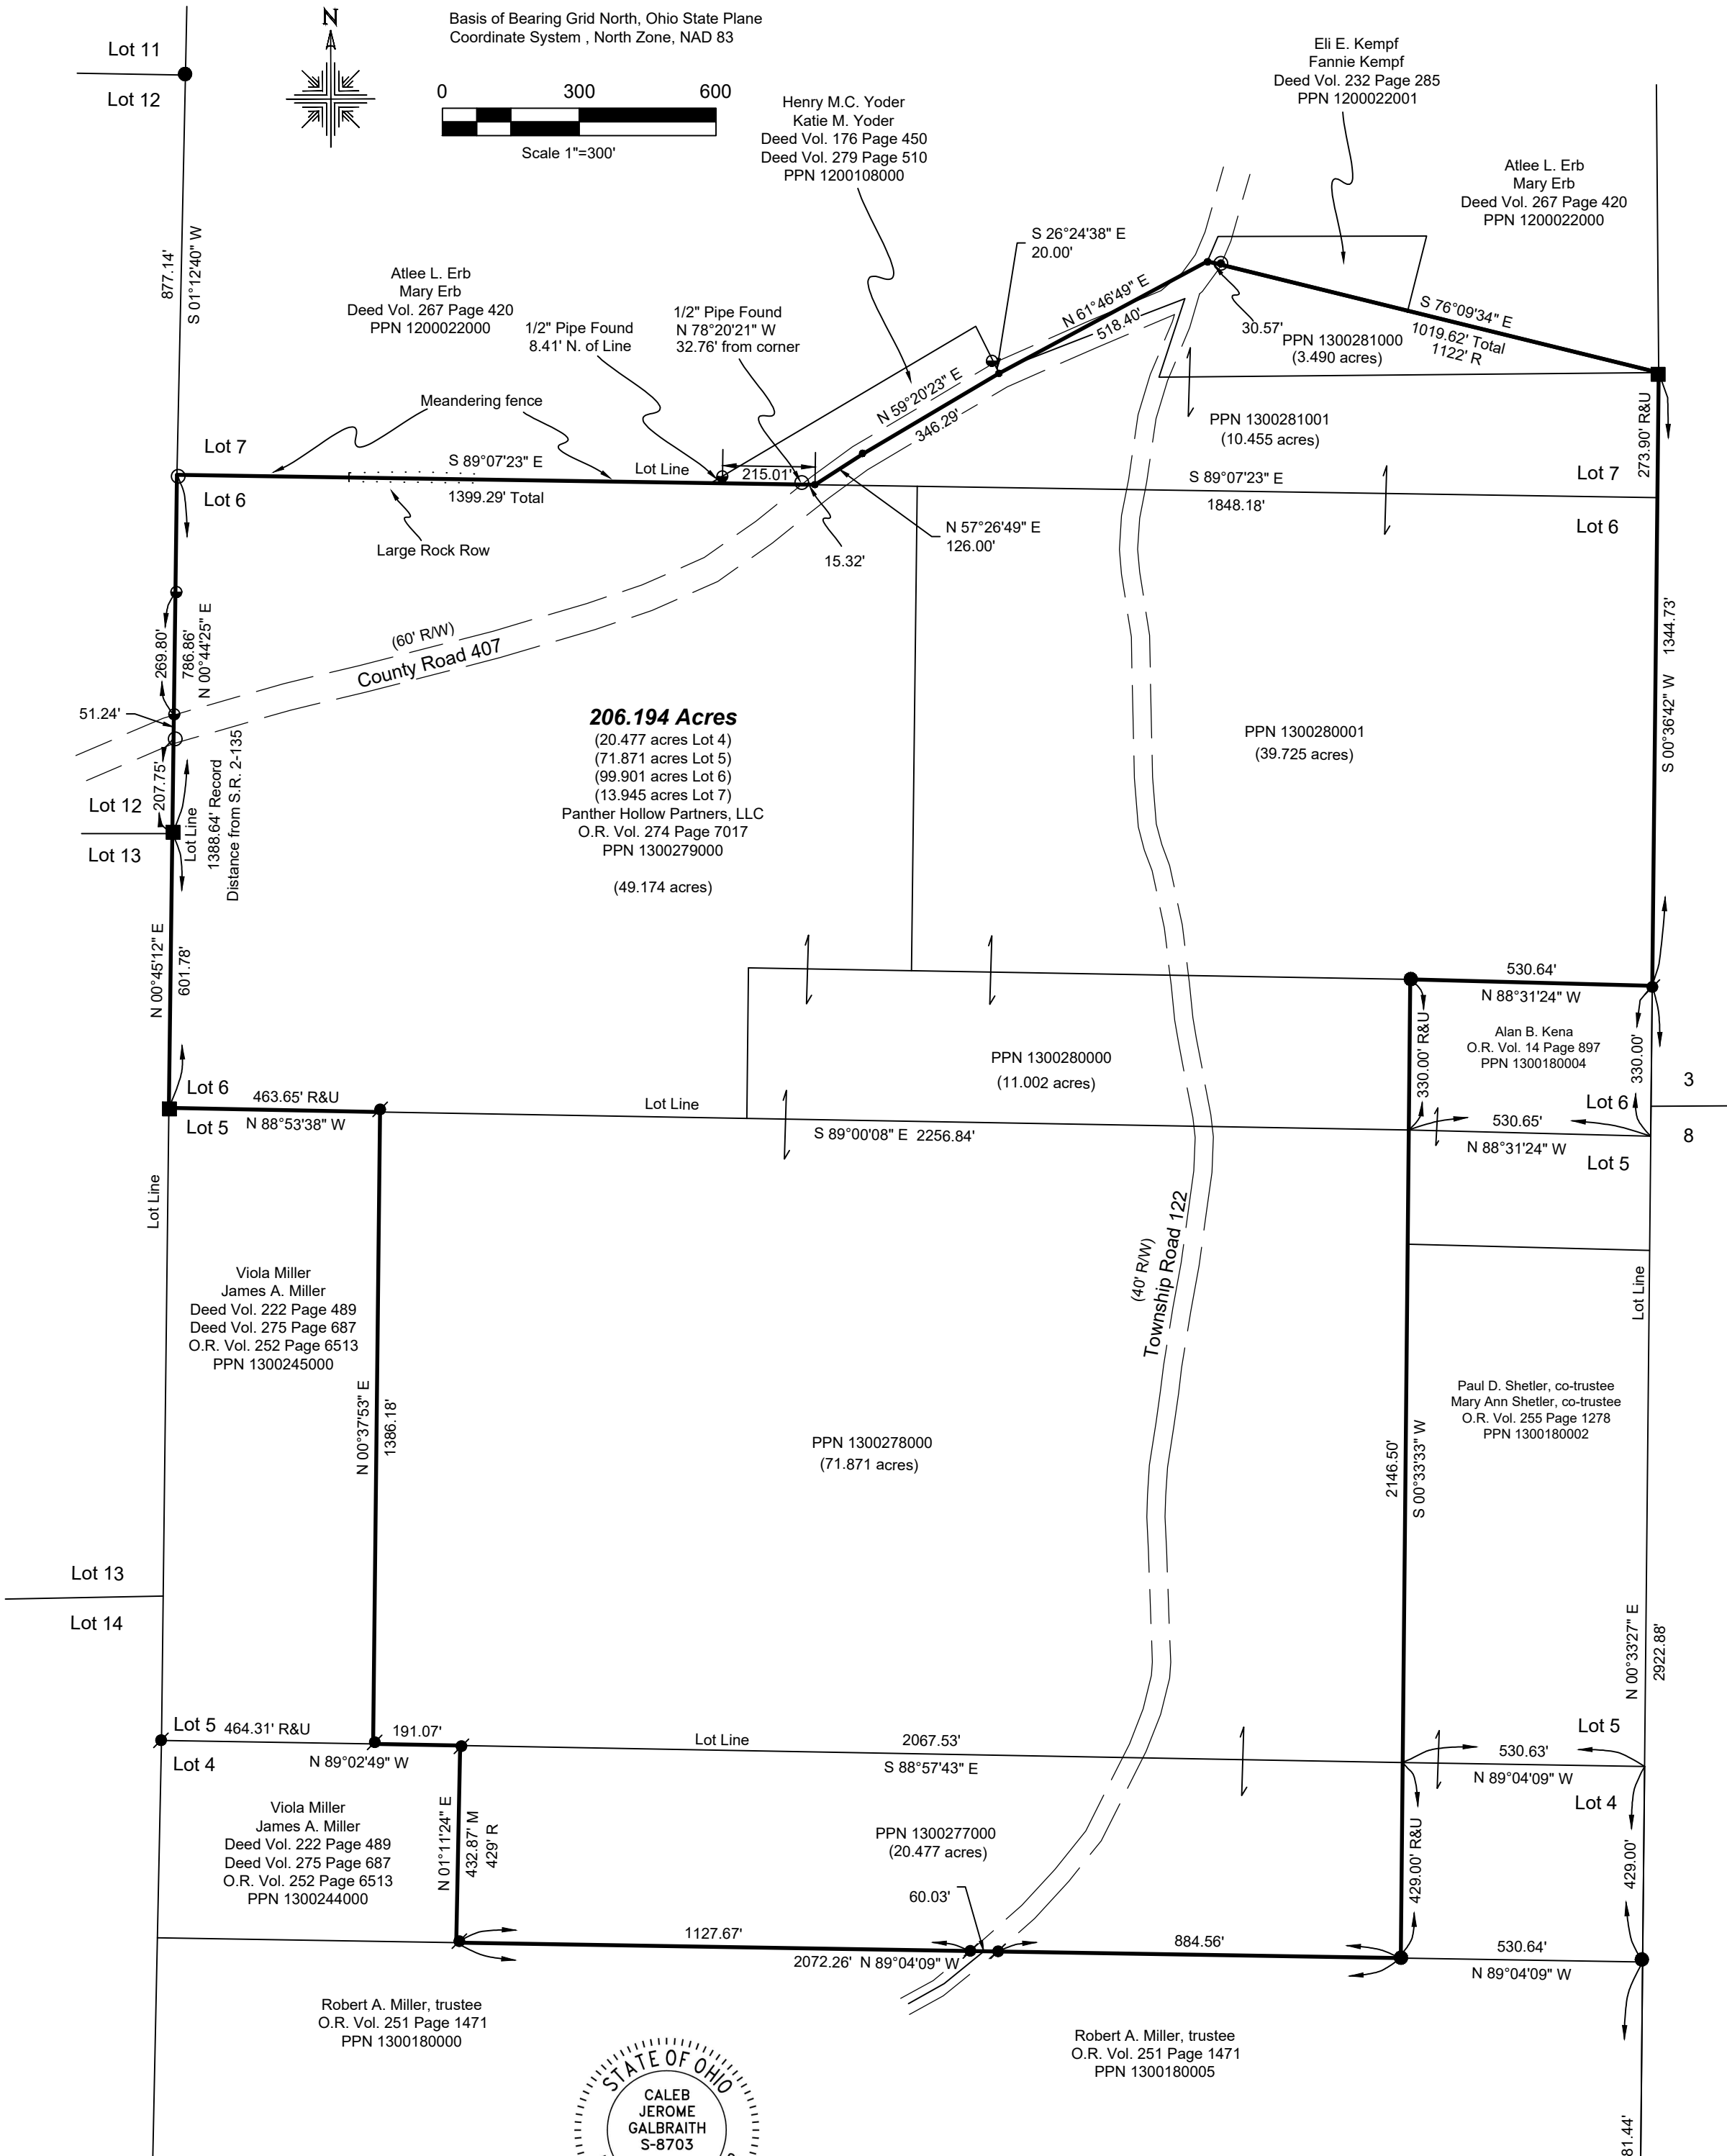 N
Basis of Bearing Grid North, Ohio State Plane
Coordinate System , North Zone, NAD 83
0 300 600
Scale 1"=300'
Lot 11
Lot 12
877.14'
S 01°12'40" W
Henry M.C. Yoder
Katie M. Yoder
Deed Vol. 176 Page 450
Deed Vol. 279 Page 510
PPN 1200108000
Eli E. Kempf
Fannie Kempf
Deed Vol. 232 Page 285
PPN 1200022001
Atlee L. Erb
Mary Erb
Deed Vol. 267 Page 420
PPN 1200022000
S 26°24'38" E
20.00'
Atlee L. Erb
Mary Erb
Deed Vol. 267 Page 420
PPN 1200022000
1/2" Pipe Found
8.41' N. of Line
1/2" Pipe Found
N 78°20'21" W
32.76' from corner
N 61°46'49" E
518.40'
30.57'
S 76°09'34" E
1019.62' Total
1122' R
PPN 1300281000
(3.490 acres)
N 59°20'23" E
346.29'
PPN 1300281001
(10.455 acres)
273.90' R&U
Meandering fence
Lot 7
Lot 6
S 89°07'23" E
1399.29' Total
Lot Line
215.01'
S 89°07'23" E
1848.18'
Lot 7
Lot 6
Large Rock Row
15.32'
N 57°26'49" E
126.00'
269.80'
786.86'
N 00°44'25" E
51.24'
(60' R/W)
County Road 407
207.75'
Lot 12
Lot 13
Lot Line
1388.64' Record
Distance from S.R. 2-135
206.194 Acres
(20.477 acres Lot 4)
(71.871 acres Lot 5)
(99.901 acres Lot 6)
(13.945 acres Lot 7)
Panther Hollow Partners, LLC
O.R. Vol. 274 Page 7017
PPN 1300279000
(49.174 acres)
PPN 1300280001
(39.725 acres)
S 00°36'42" W 1344.73'
N 00°45'12" E
601.78'
530.64'
N 88°31'24" W
Alan B. Kena
O.R. Vol. 14 Page 897
PPN 1300180004
330.00' R&U
330.00'
3
8
PPN 1300280000
(11.002 acres)
Lot 6
Lot 5
463.65' R&U
N 88°53'38" W
Lot Line
S 89°00'08" E 2256.84'
530.65'
N 88°31'24" W
Lot 6
Lot 5
Lot Line
Viola Miller
James A. Miller
Deed Vol. 222 Page 489
Deed Vol. 275 Page 687
O.R. Vol. 252 Page 6513
PPN 1300245000
N 00°37'53" E
1386.18'
PPN 1300278000
(71.871 acres)
(40' R/W)
Township Road 122
2146.50'
S 00°33'33" W
Lot Line
Paul D. Shetler, co-trustee
Mary Ann Shetler, co-trustee
O.R. Vol. 255 Page 1278
PPN 1300180002
N 00°33'27" E
2922.88'
Lot 13
Lot 14
Lot 5
Lot 4
464.31' R&U
191.07'
N 89°02'49" W
Lot Line
2067.53'
S 88°57'43" E
530.63'
N 89°04'09" W
Lot 5
Lot 4
Viola Miller
James A. Miller
Deed Vol. 222 Page 489
Deed Vol. 275 Page 687
O.R. Vol. 252 Page 6513
PPN 1300244000
N 01°11'24" E
432.87' M
429' R
PPN 1300277000
(20.477 acres)
60.03'
429.00' R&U
429.00'
1127.67'
2072.26' N 89°04'09" W
884.56'
530.64'
N 89°04'09" W
Robert A. Miller, trustee
O.R. Vol. 251 Page 1471
PPN 1300180000
Robert A. Miller, trustee
O.R. Vol. 251 Page 1471
PPN 1300180005
STATE OF OHIO
CALEB
JEROME
GALBRAITH
S-8703
81.44'